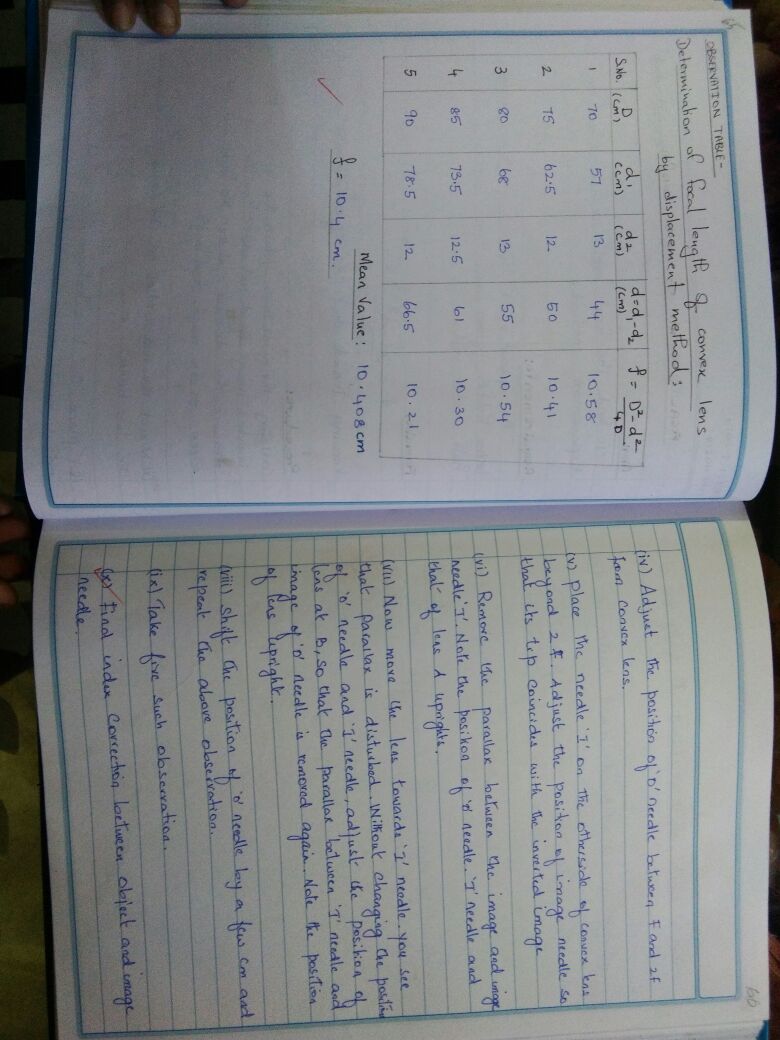 65
OBSERVATION TABLE-
Determination of focal length of convex lens
by displacement method:
S.No. D (cm) d1 (cm) d2 (cm) d=d1-d2 (cm) f = D²-d²/4D
1 70 57 13 44 10.58
2 75 62.5 12 50 10.41
3 80 68 13 55 10.54
4 85 73.5 12.5 61 10.30
5 90 78.5 12 66.5 10.21
Mean Value: 10.408 cm
f = 10.4 cm.
66
(iv) Adjust the position of 'O' needle between F and 2F
from convex lens.
(v) Place the needle 'I' on the otherside of convex lens
beyond 2F. Adjust the position of image needle so
that its tip coincides with the inverted image
(vi) Remove the parallax between the image and image
needle 'I'. Note the position of 'O' needle 'I' needle and
that of lens A uprights.
(vii) Now move the lens towards 'I' needle you see
that parallax is disturbed. Without changing the position
of 'O' needle and 'I' needle, adjust the position of
lens at B, so that the parallax between 'I' needle and
image of 'O' needle is removed again. Note the position
of lens upright.
(viii) Shift the position of 'O' needle by a few cm and
repeat the above observation.
(ix) Take five such observation.
(x) Find index correction between object and image
needle.